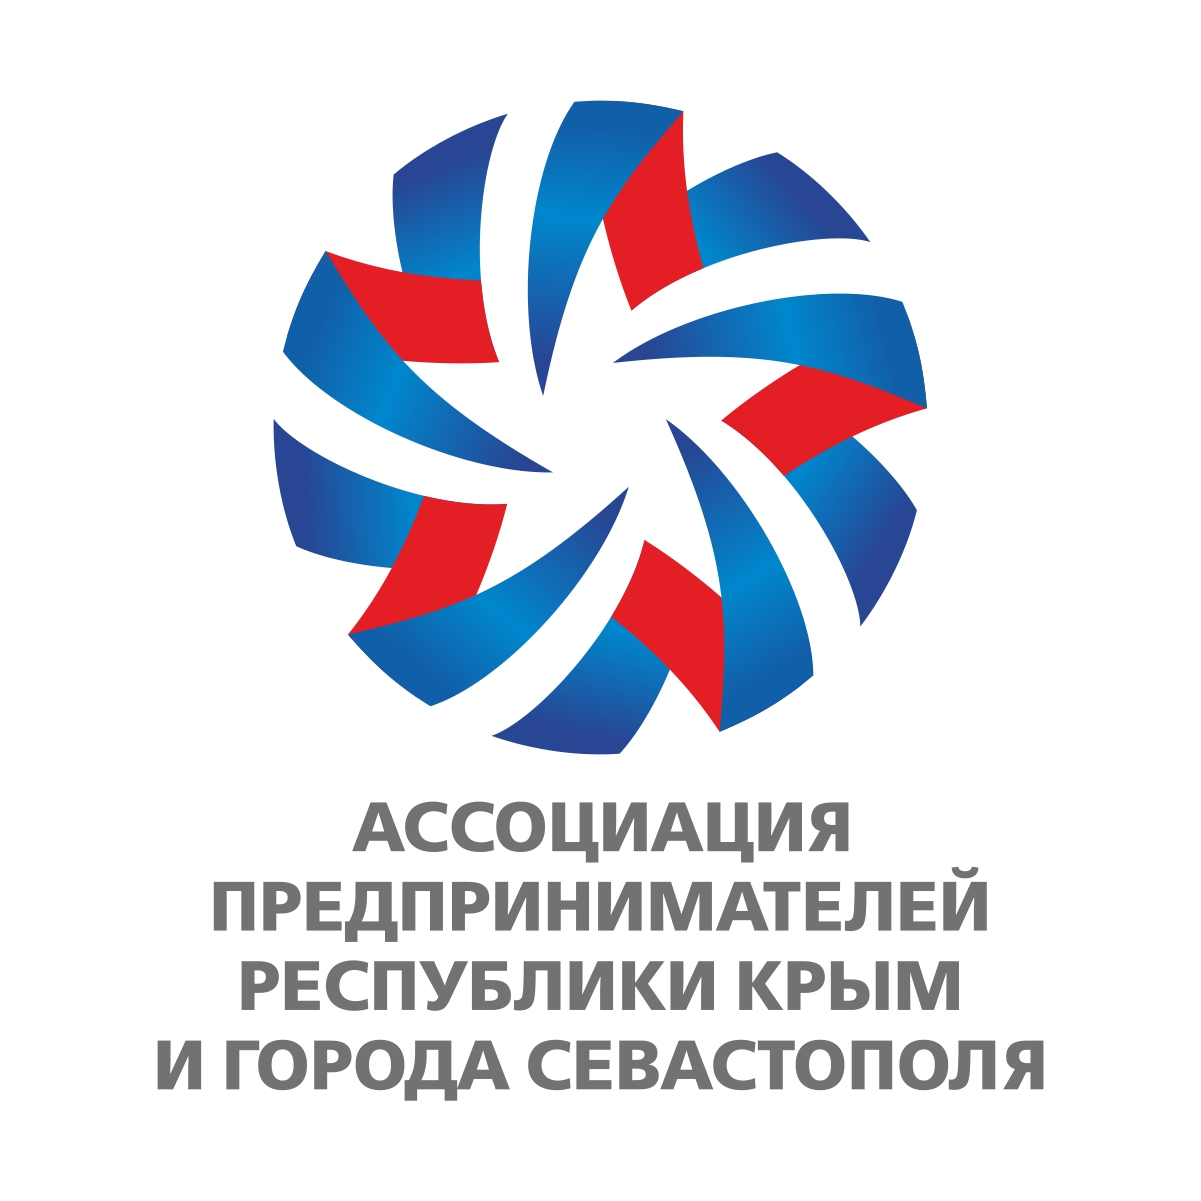 АССОЦИАЦИЯ
ПРЕДПРИНИМАТЕЛЕЙ
РЕСПУБЛИКИ КРЫМ
И ГОРОДА СЕВАСТОПОЛЯ